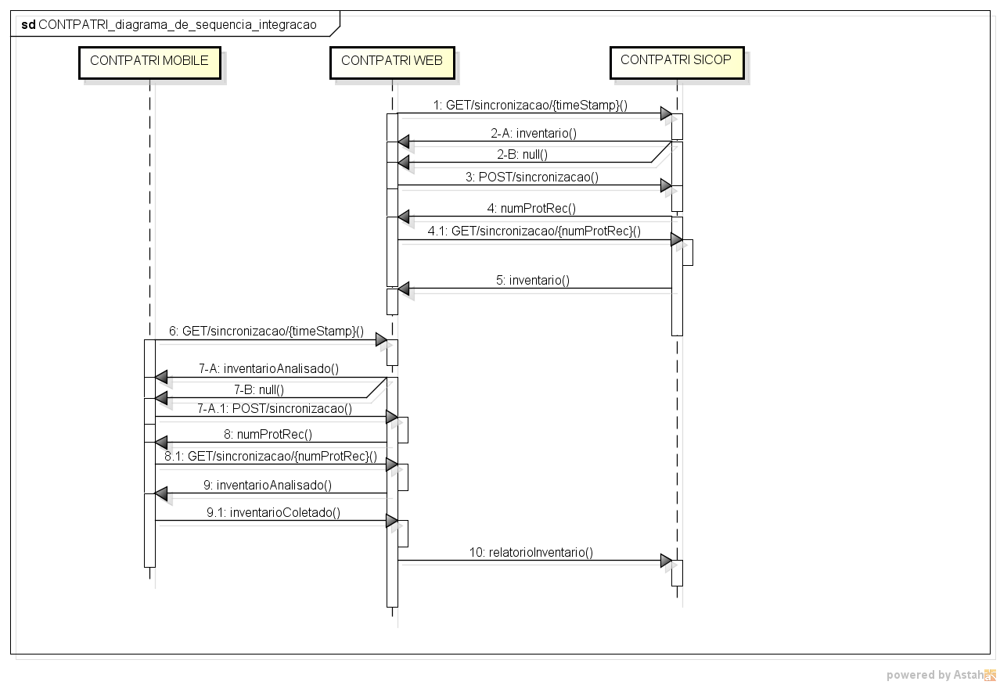 sd CONTPATRI_diagrama_de_sequencia_integracao
CONTPATRI MOBILE
CONTPATRI WEB
CONTPATRI SICOP
1: GET/sincronizacao/{timeStamp}()
2-A: inventario()
2-B: null()
3: POST/sincronizacao()
4: numProtRec()
4.1: GET/sincronizacao/{numProtRec}()
5: inventario()
6: GET/sincronizacao/{timeStamp}()
7-A: inventarioAnalisado()
7-B: null()
7-A.1: POST/sincronizacao()
8: numProtRec()
8.1: GET/sincronizacao/{numProtRec}()
9: inventarioAnalisado()
9.1: inventarioColetado()
10: relatorioInventario()
powered by Astah